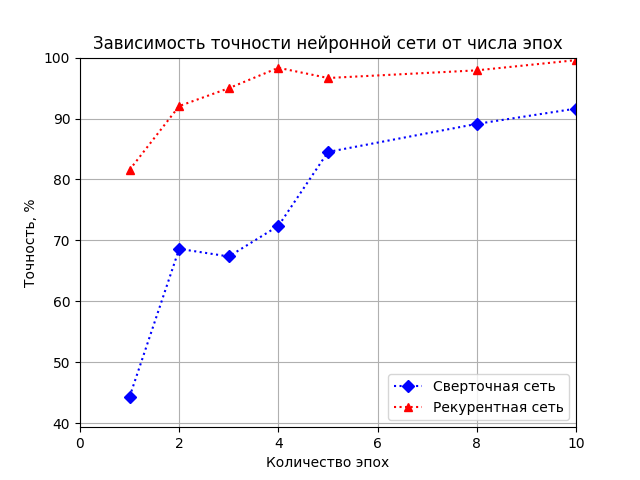 Зависимость точности нейронной сети от числа эпох
100
90
80
70
60
50
40
Точность, %
0 2 4 6 8 10
Количество эпох
Сверточная сеть
Рекурентная сеть